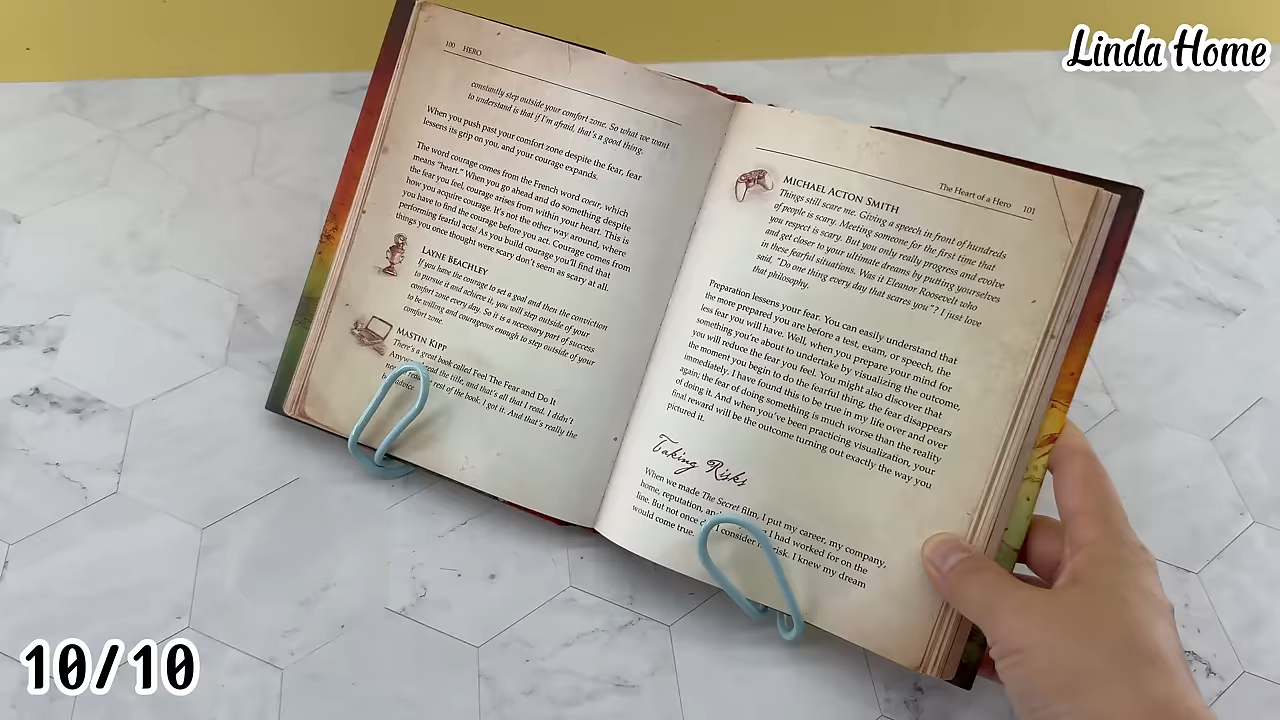 Linda Home
100 HERO
constantly step outside your comfort zone. So what we want
to understand is that if I'm afraid, that's a good thing.
When you push past your comfort zone despite the fear, fear
lessens its grip on you, and your courage expands.
The word courage comes from the French word coeur, which
means "heart." When you go ahead and do something despite
the fear you feel, courage arises from within your heart. This is
how you acquire courage. It's not the other way around, where
you have to find the courage before you act. Courage comes from
performing fearful acts! As you build courage you'll find that
things you once thought were scary don't seem as scary at all.
LAYNE BEACHLEY
If you have the courage to set a goal and then the conviction
to pursue it and achieve it, you will step outside of your
comfort zone every day. So it is a necessary part of success
to be willing and courageous enough to step outside of your
comfort zone.
MASTIN KIPP
There's a great book called Feel The Fear and Do It
read the title, and that's all that I read. I didn't
rest of the book. I got it. And that's really the
advice
The Heart of a Hero 101
MICHAEL ACTON SMITH
Things still scare me. Giving a speech in front of hundreds
of people is scary. Meeting someone for the first time that
you respect is scary. But you only really progress and evolve
and get closer to your ultimate dreams by putting yourselves
in these fearful situations. Was it Eleanor Roosevelt who
said, "Do one thing every day that scares you"? I just love
that philosophy.
Preparation lessens your fear. You can easily understand that
the more prepared you are before a test, exam, or speech, the
less fear you will have. Well, when you prepare your mind for
something you're about to undertake by visualizing the outcome,
you will reduce the fear you feel. You might also discover that
the moment you begin to do the fearful thing, the fear disappears
immediately. I have found this to be true in my life over and over
again; the fear of doing something is much worse than the reality
of doing it. And when you've been practicing visualization, your
final reward will be the outcome turning out exactly the way you
pictured it.
Taking Risks
When we made The Secret film, I put my career, my company,
home, reputation, and I had worked for on the
line. But not once I consider risk. I knew my dream
would come true.
10/10